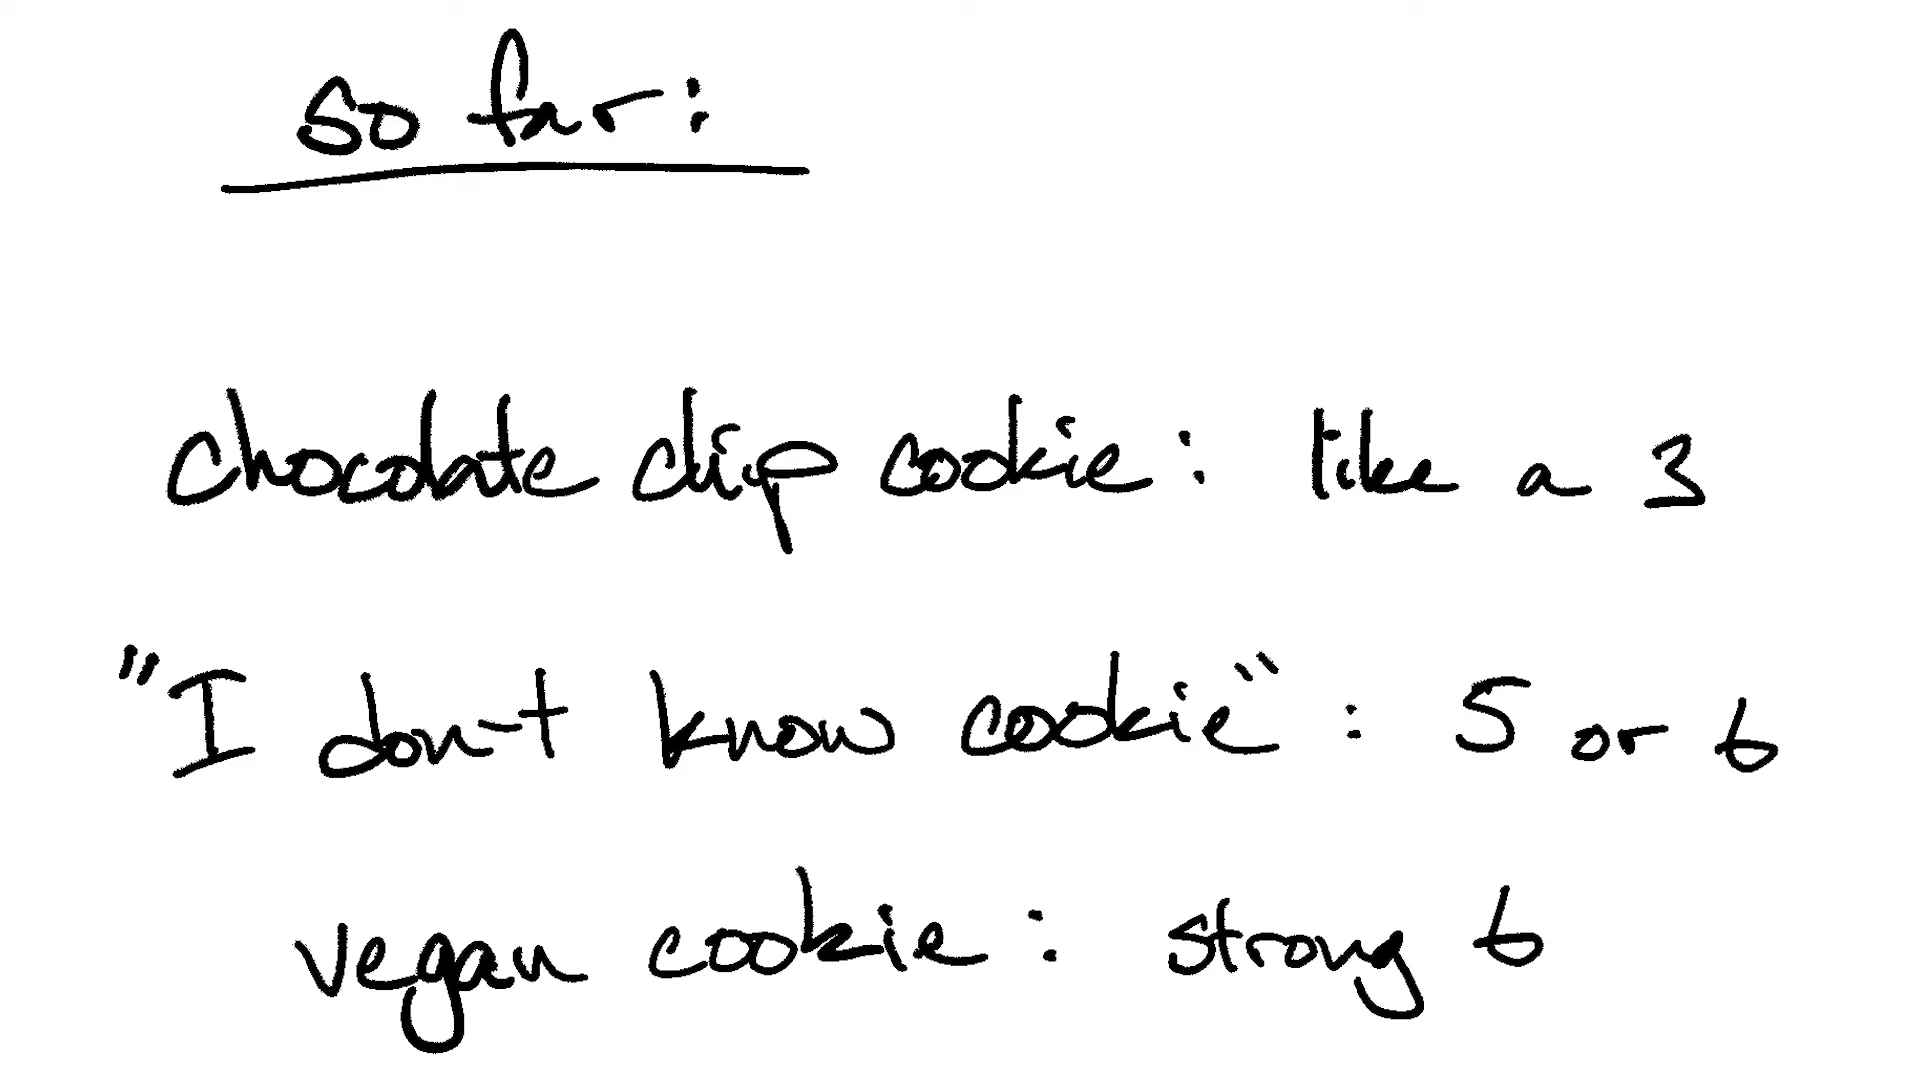 so far:
chocolate chip cookie: like a 3
"I don't know cookie": 5 or 6
vegan cookie: strong 6